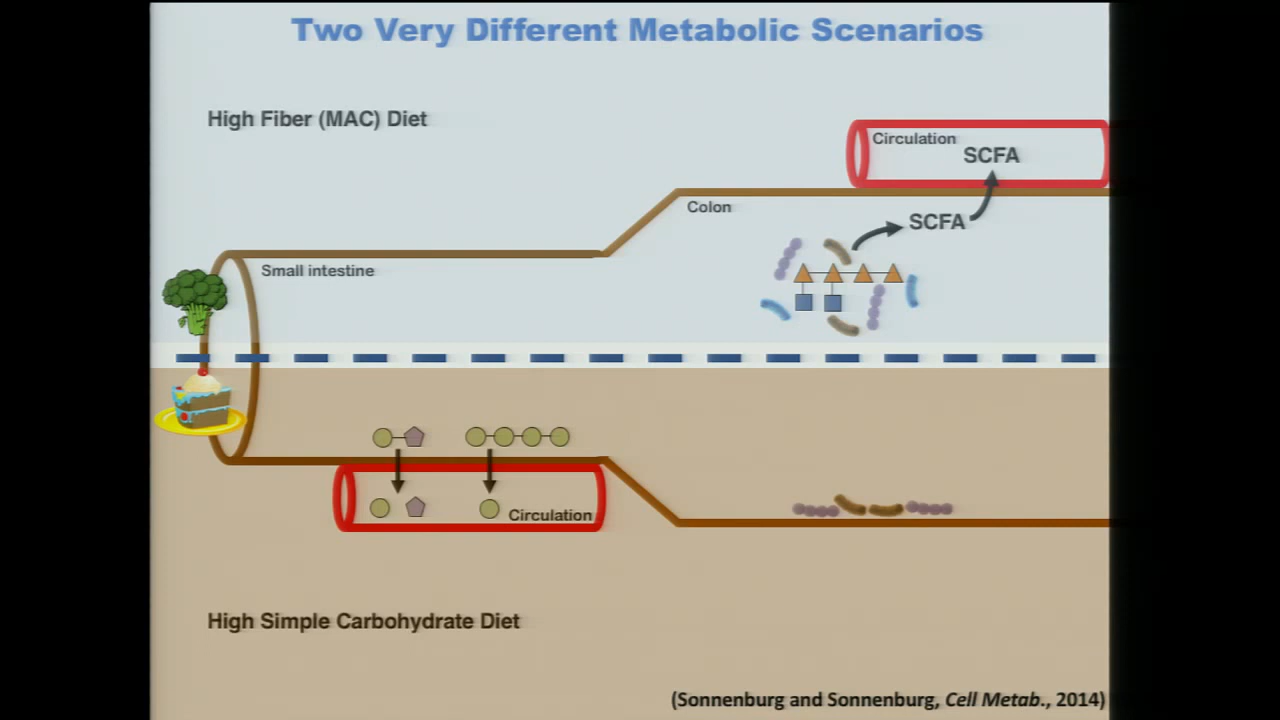 Two Very Different Metabolic Scenarios
High Fiber (MAC) Diet
Circulation
SCFA
Colon
SCFA
Small intestine
Circulation
High Simple Carbohydrate Diet
(Sonnenburg and Sonnenburg, Cell Metab., 2014)